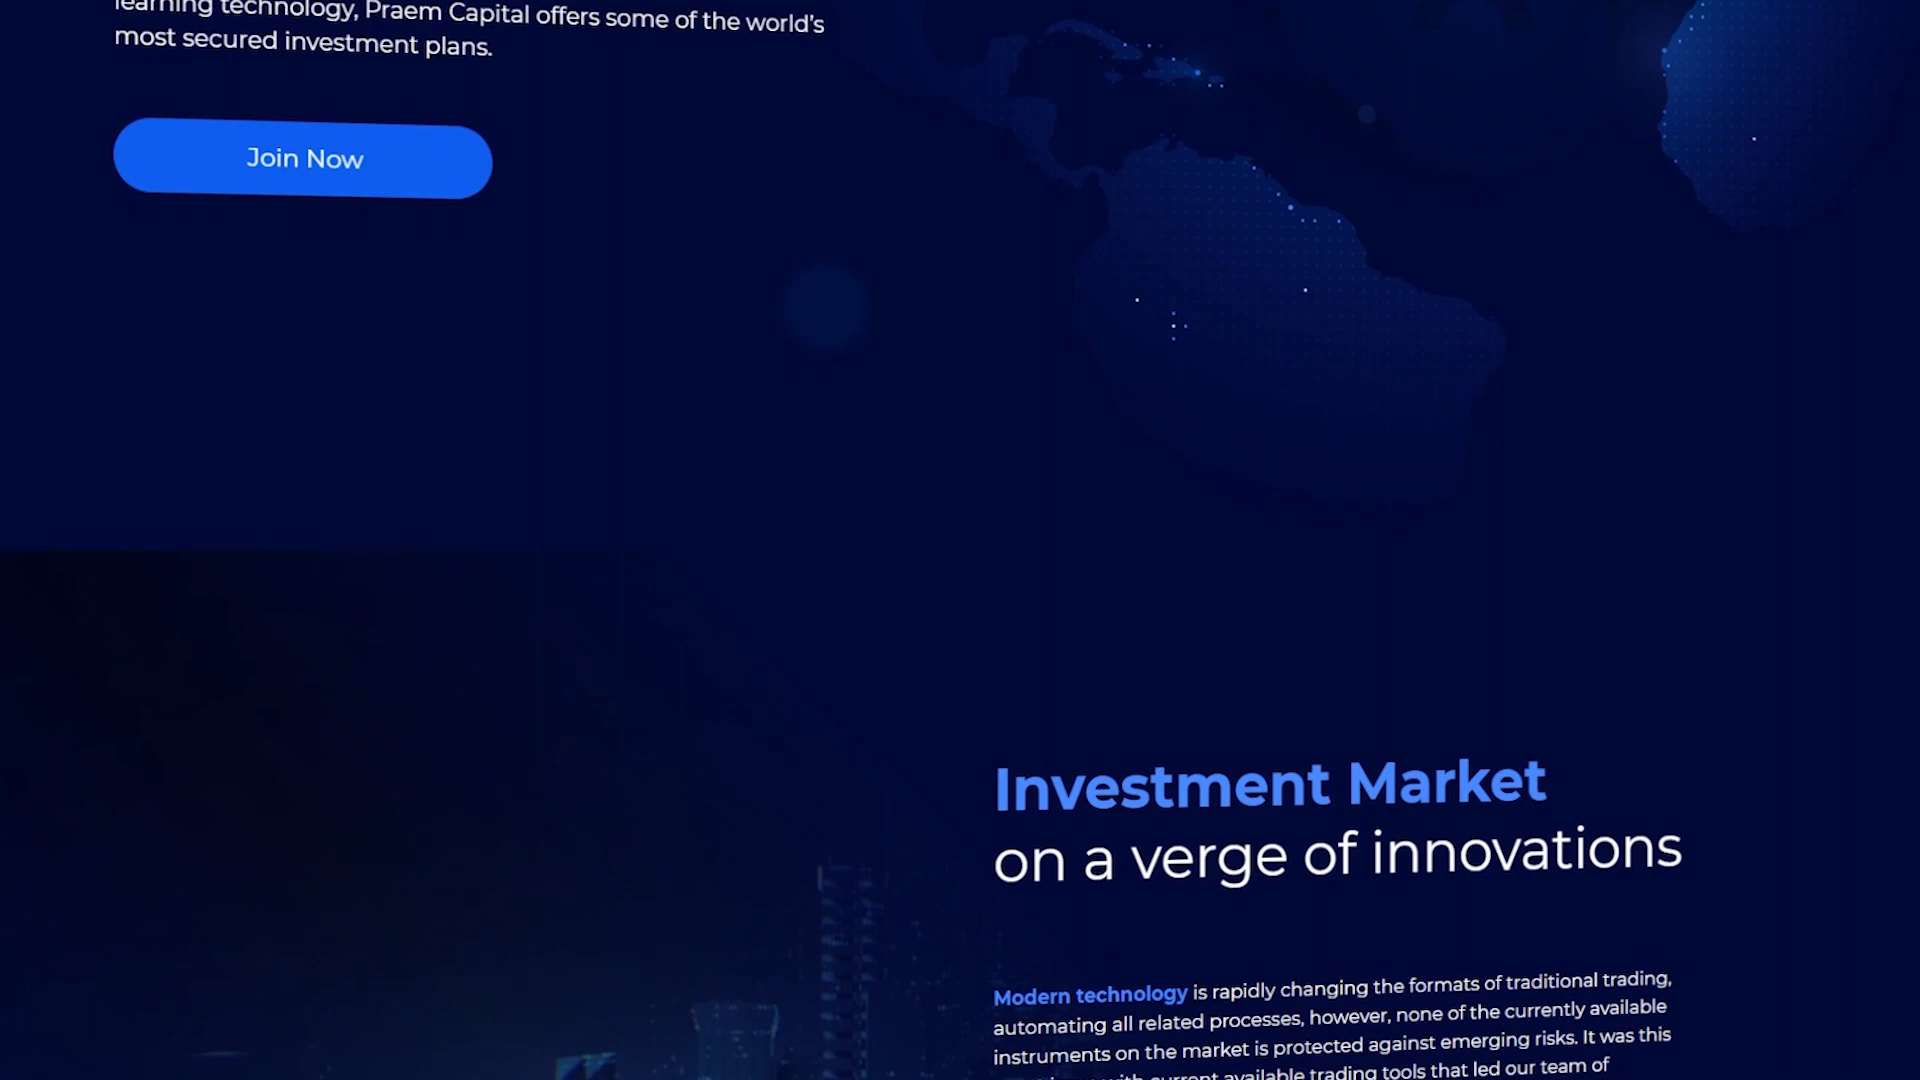 learning technology, Praem Capital offers some of the world's
most secured investment plans.
Join Now
Investment Market
on a verge of innovations
Modern technology is rapidly changing the formats of traditional trading,
automating all related processes, however, none of the currently available
instruments on the market is protected against emerging risks. It was this
with current available trading tools that led our team of